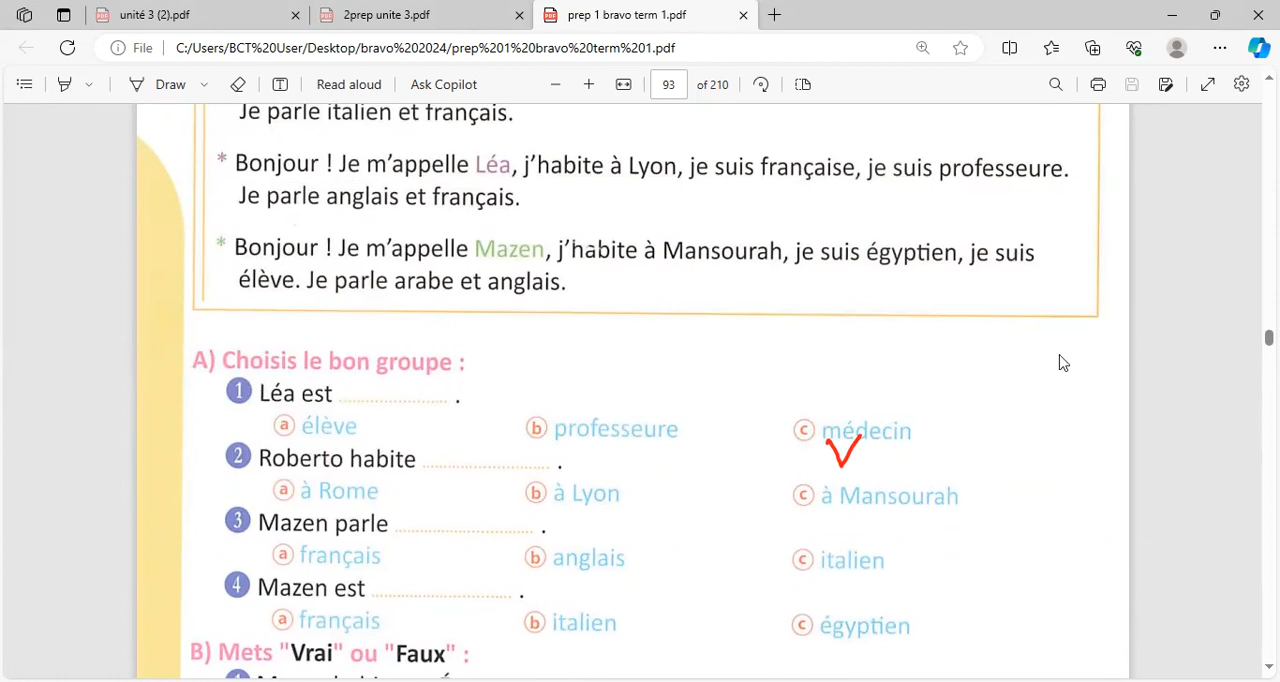 unité 3 (2).pdf
2prep unite 3.pdf
prep 1 bravo term 1.pdf
File
C:/Users/BCT%20User/Desktop/bravo%202024/prep%201%20bravo%20term%201.pdf
Draw
Read aloud
Ask Copilot
93 of 210
Je parle italien et français.
* Bonjour ! Je m'appelle Léa, j'habite à Lyon, je suis française, je suis professeure.
Je parle anglais et français.
* Bonjour ! Je m'appelle Mazen, j'habite à Mansourah, je suis égyptien, je suis
élève. Je parle arabe et anglais.
A) Choisis le bon groupe :
1 Léa est .................... .
a élève b professeure c médecin
2 Roberto habite .................... .
a à Rome b à Lyon c à Mansourah
3 Mazen parle .................... .
a français b anglais c italien
4 Mazen est .................... .
a français b italien c égyptien
B) Mets "Vrai" ou "Faux" :